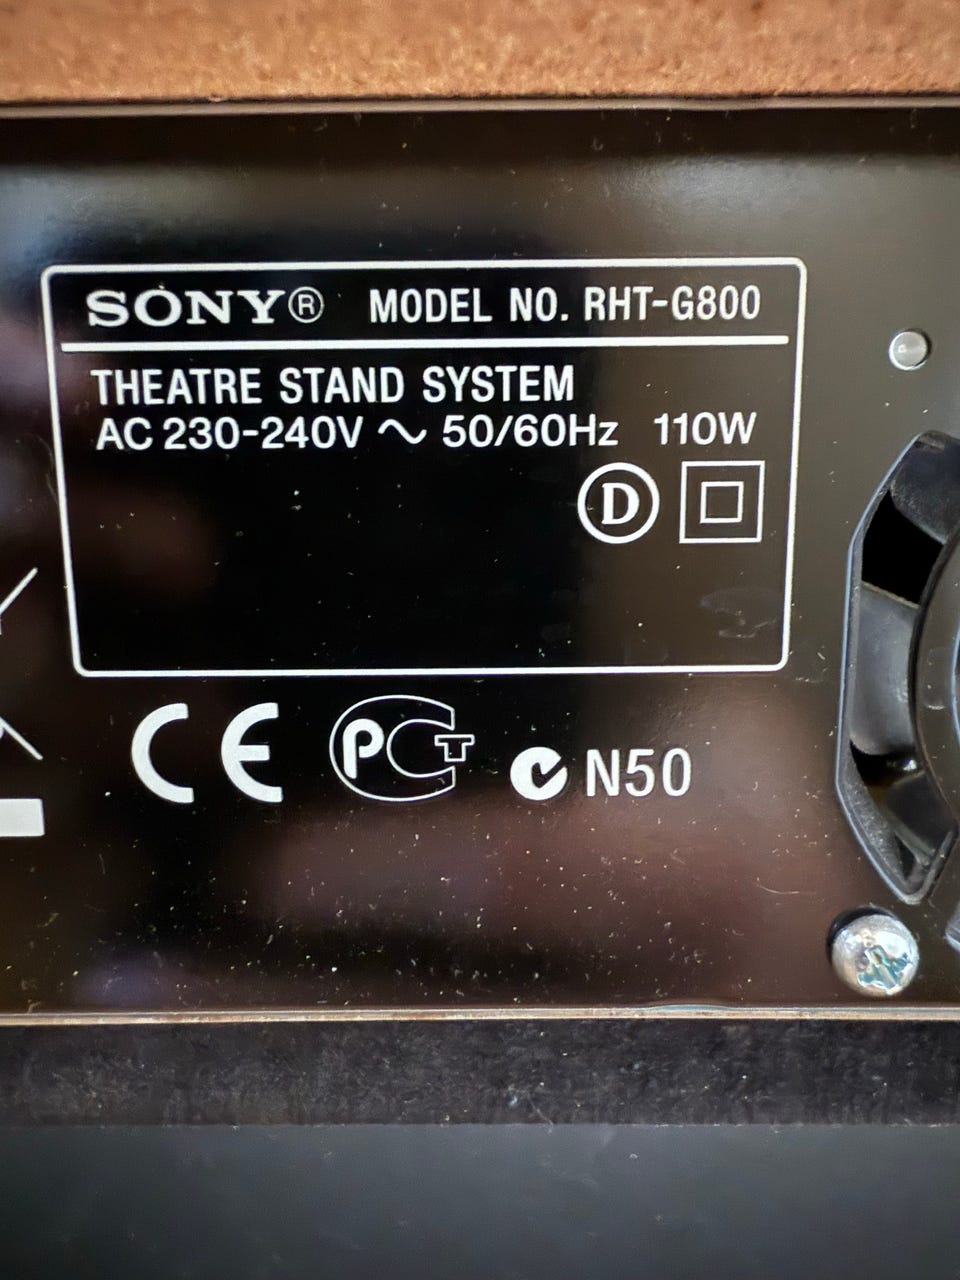 SONY® MODEL NO. RHT-G800
THEATRE STAND SYSTEM
AC 230-240V ~ 50/60Hz 110W
D
CE PCT N50